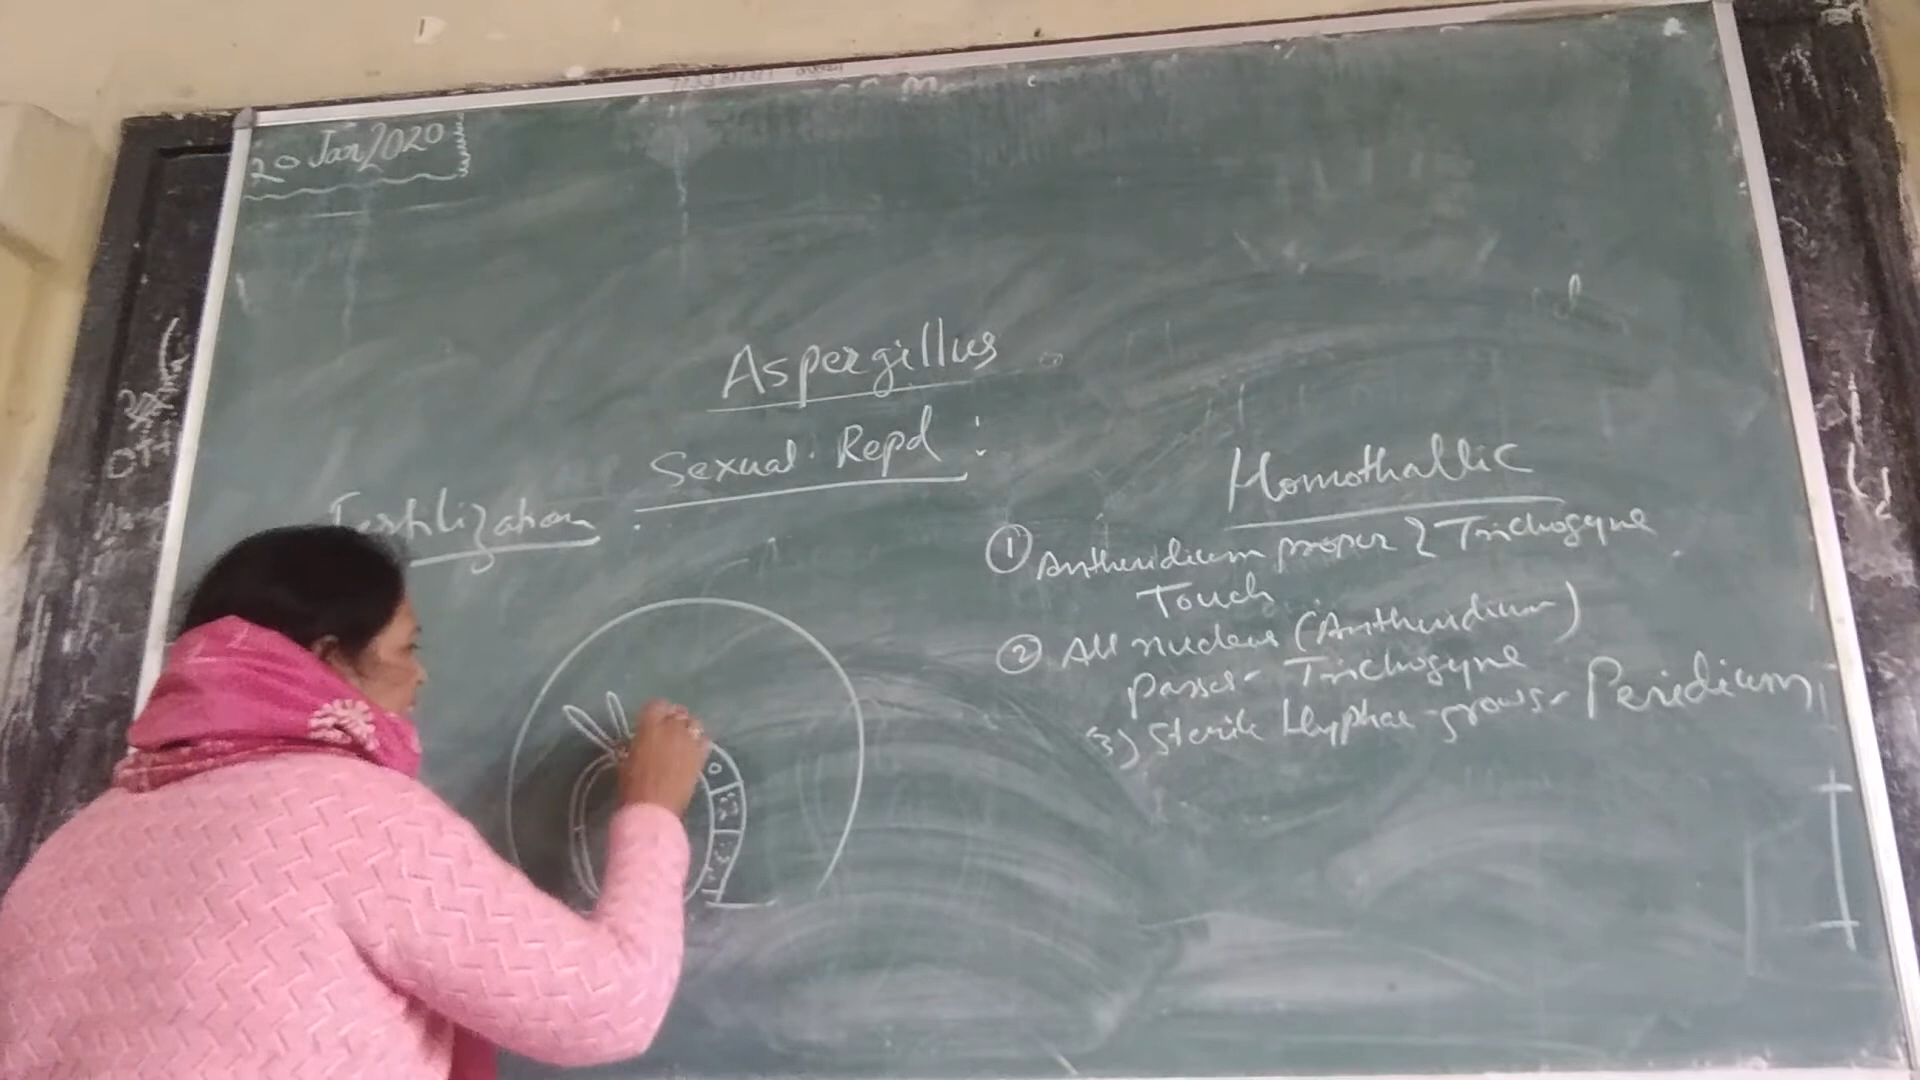 20 Jan 2020
Aspergillus
Sexual. Repd :
Fertilization :
Homothallic
① Antheridium proper & Trichogyne
Touch
② All nucleus (Antheridium)
passes - Trichogyne
3) Sterile Hyphae grows - Peridium